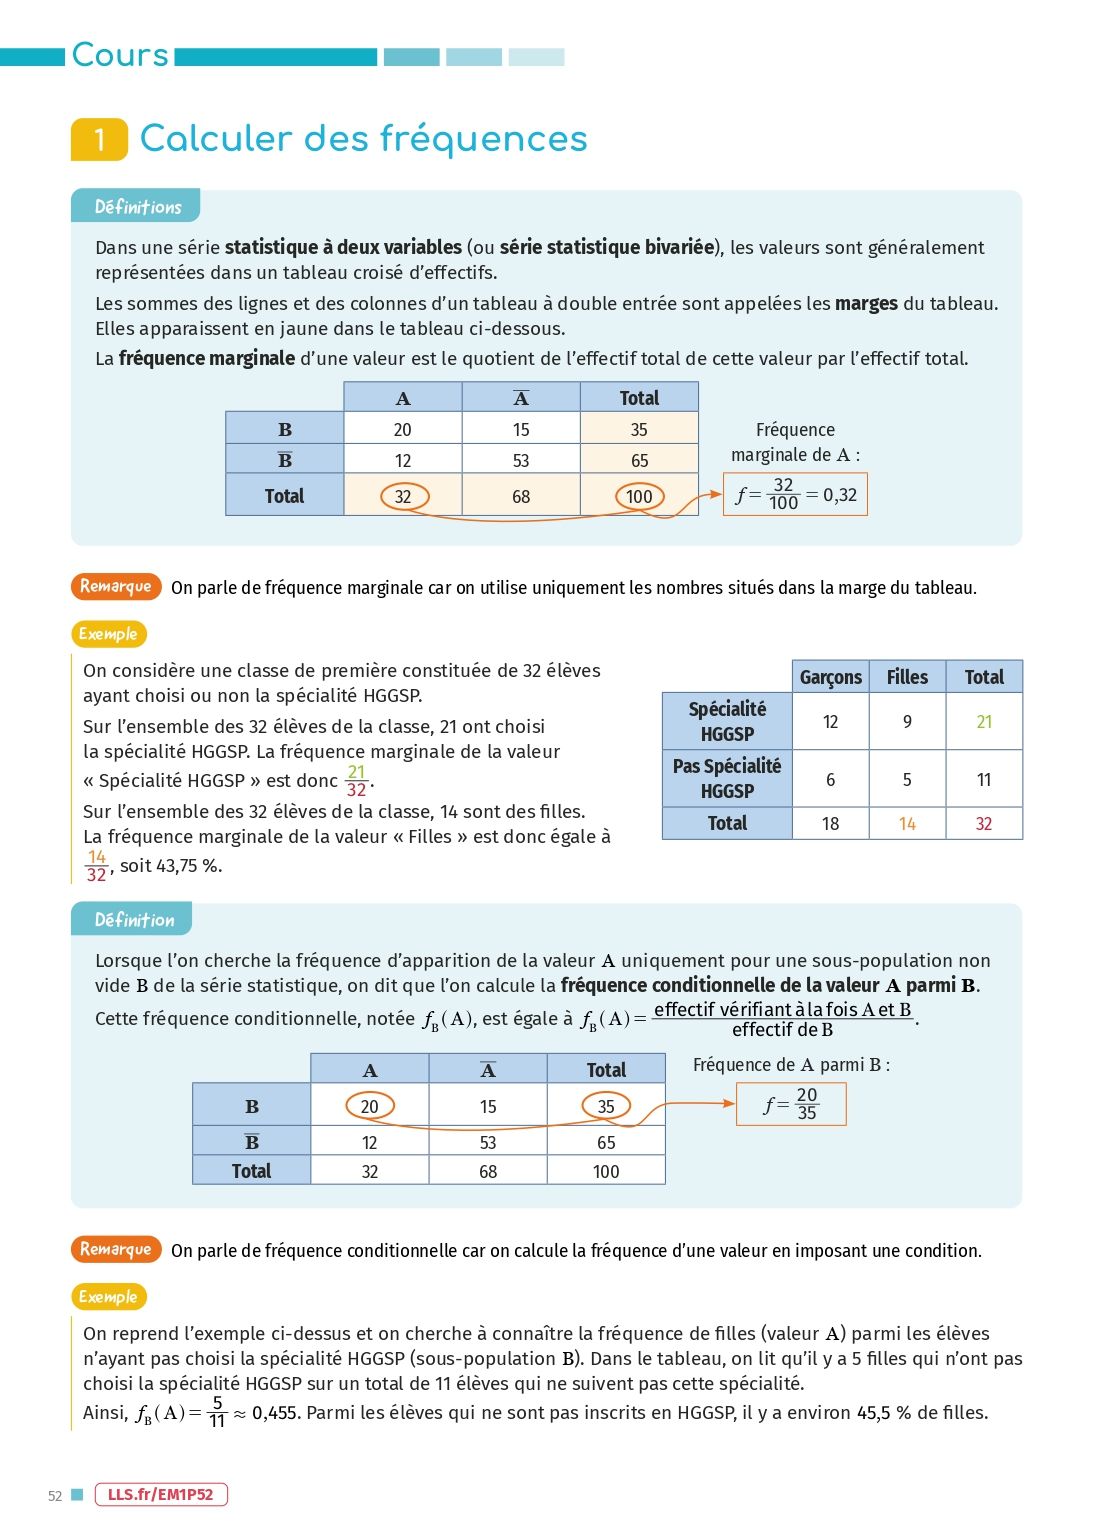 Cours
1 Calculer des fréquences
Définitions
Dans une série statistique à deux variables (ou série statistique bivariée), les valeurs sont généralement
représentées dans un tableau croisé d’effectifs.
Les sommes des lignes et des colonnes d’un tableau à double entrée sont appelées les marges du tableau.
Elles apparaissent en jaune dans le tableau ci-dessous.
La fréquence marginale d’une valeur est le quotient de l’effectif total de cette valeur par l’effectif total.
A A̅ Total
B 20 15 35
B̅ 12 53 65
Total 32 68 100
Fréquence
marginale de A :
f = 32/100 = 0,32
Remarque On parle de fréquence marginale car on utilise uniquement les nombres situés dans la marge du tableau.
Exemple
On considère une classe de première constituée de 32 élèves
ayant choisi ou non la spécialité HGGSP.
Sur l’ensemble des 32 élèves de la classe, 21 ont choisi
la spécialité HGGSP. La fréquence marginale de la valeur
« Spécialité HGGSP » est donc 21/32.
Sur l’ensemble des 32 élèves de la classe, 14 sont des filles.
La fréquence marginale de la valeur « Filles » est donc égale à
14/32, soit 43,75 %.
Garçons Filles Total
Spécialité
HGGSP 12 9 21
Pas Spécialité
HGGSP 6 5 11
Total 18 14 32
Définition
Lorsque l’on cherche la fréquence d’apparition de la valeur A uniquement pour une sous-population non
vide B de la série statistique, on dit que l’on calcule la fréquence conditionnelle de la valeur A parmi B.
Cette fréquence conditionnelle, notée f_B(A), est égale à f_B(A) = effectif vérifiant à la fois A et B / effectif de B.
A A̅ Total
B 20 15 35
B̅ 12 53 65
Total 32 68 100
Fréquence de A parmi B :
f = 20/35
Remarque On parle de fréquence conditionnelle car on calcule la fréquence d’une valeur en imposant une condition.
Exemple
On reprend l’exemple ci-dessus et on cherche à connaître la fréquence de filles (valeur A) parmi les élèves
n’ayant pas choisi la spécialité HGGSP (sous-population B). Dans le tableau, on lit qu’il y a 5 filles qui n’ont pas
choisi la spécialité HGGSP sur un total de 11 élèves qui ne suivent pas cette spécialité.
Ainsi, f_B(A) = 5/11 ≈ 0,455. Parmi les élèves qui ne sont pas inscrits en HGGSP, il y a environ 45,5 % de filles.
52 LLS.fr/EM1P52